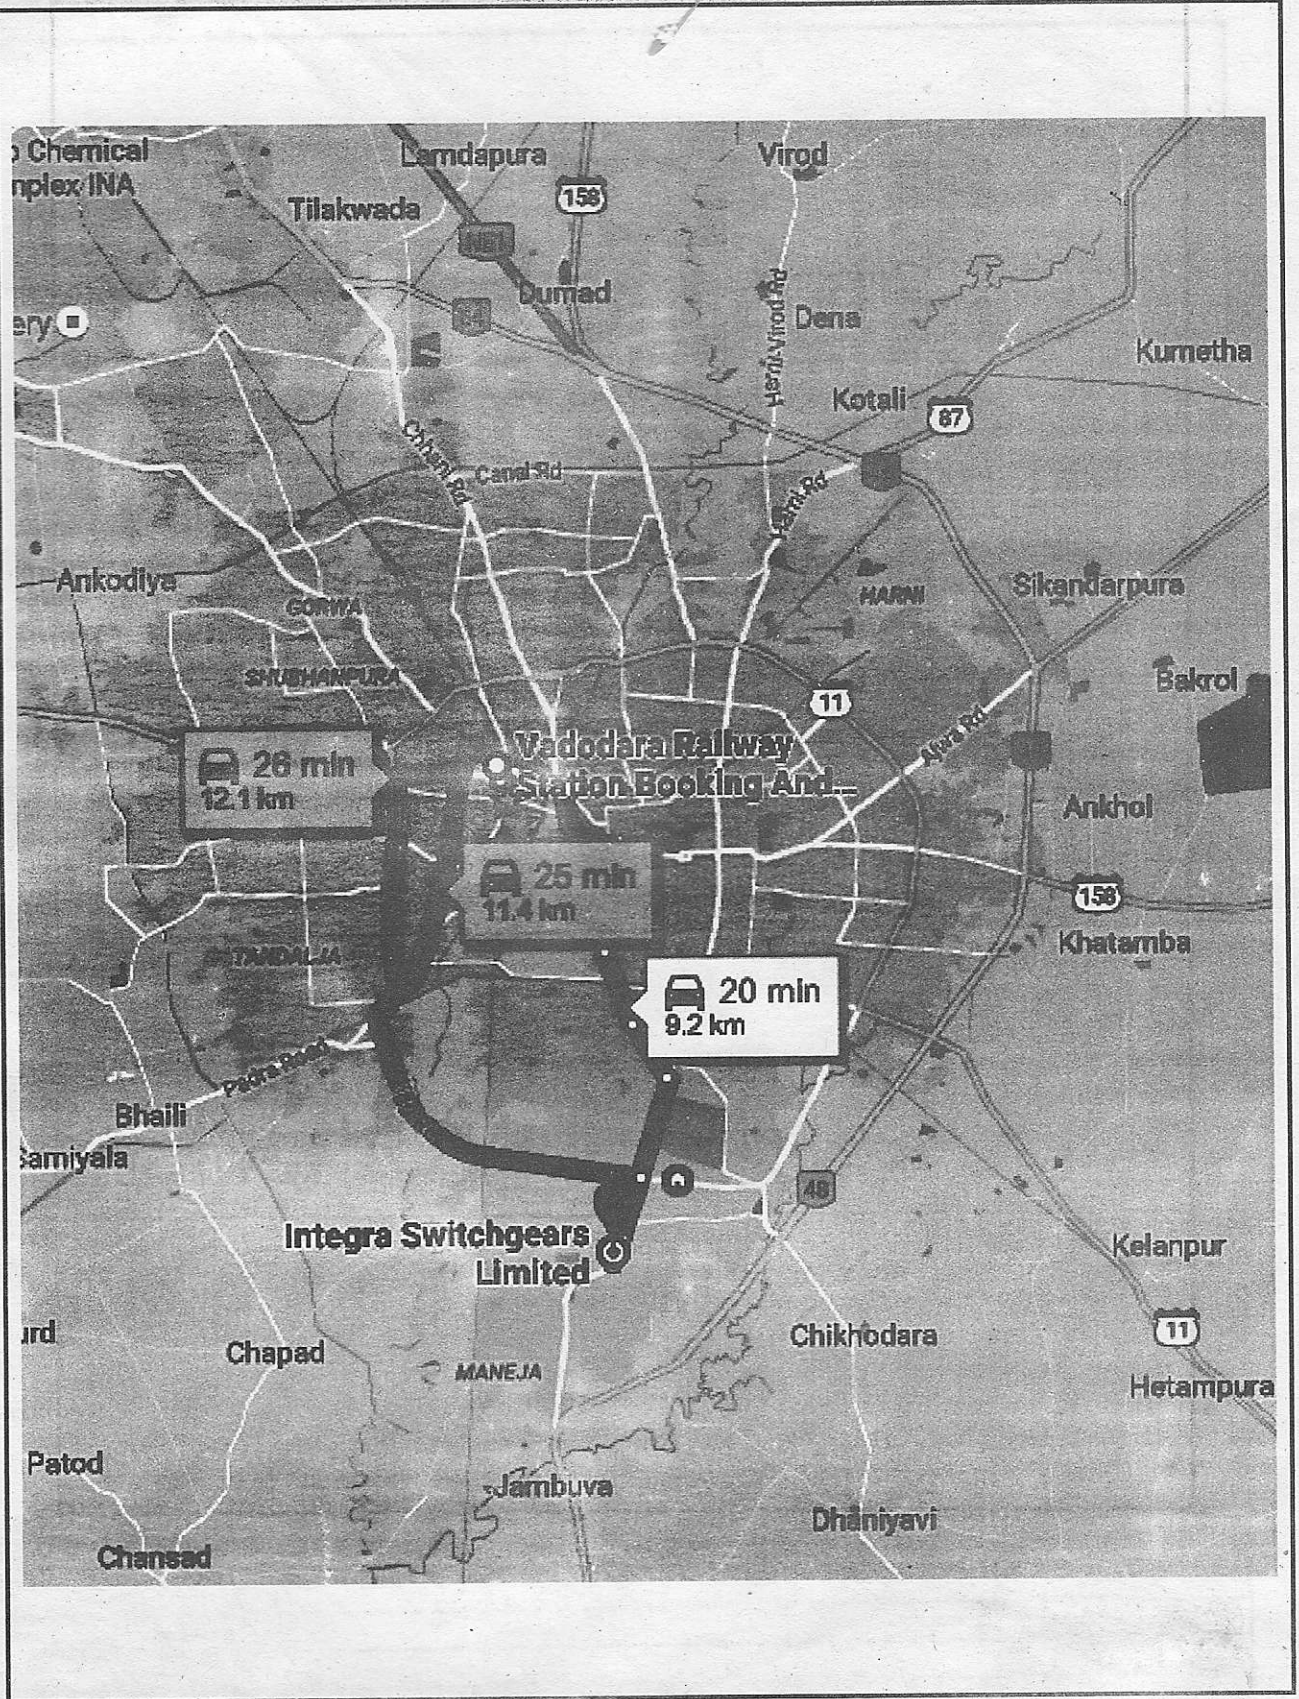 Chemical
INA
Lamdapura
158
Virod
Tilakwada
NE1
Dumad
64
Dena
Harni-Virod Rd
Kumetha
Kotali
87
Chhani Rd
Canal Rd
Harni Rd
Ankodiya
GORWA
HARNI
Sikandarpura
SHUBHANPURA
Bakrol
11
Ajwa Rd
Vadodara Railway
Station Booking And...
26 min
12.1 km
Ankhol
25 min
11.4 km
158
TANDALJA
Khatamba
20 min
9.2 km
Padra Road
Bhaili
Samiyala
48
Integra Switchgears
Limited
Kelanpur
11
Chapad
Chikhodara
MANEJA
Hetampura
Patod
Jambuva
Dhaniyavi
Chansad